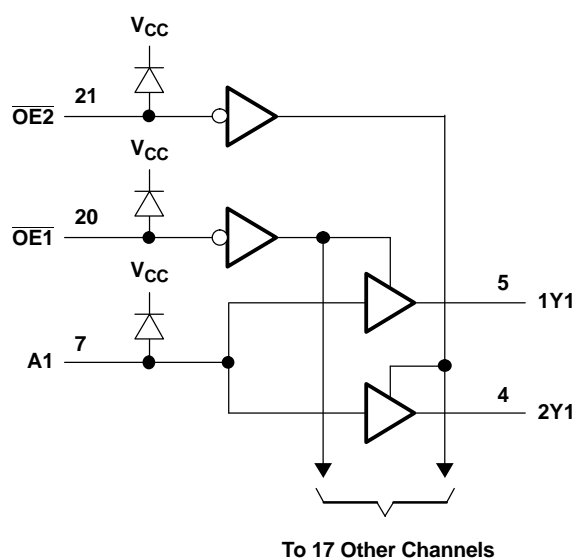 VCC
21
OE2
VCC
20
OE1
VCC
7
A1
5
1Y1
4
2Y1
To 17 Other Channels